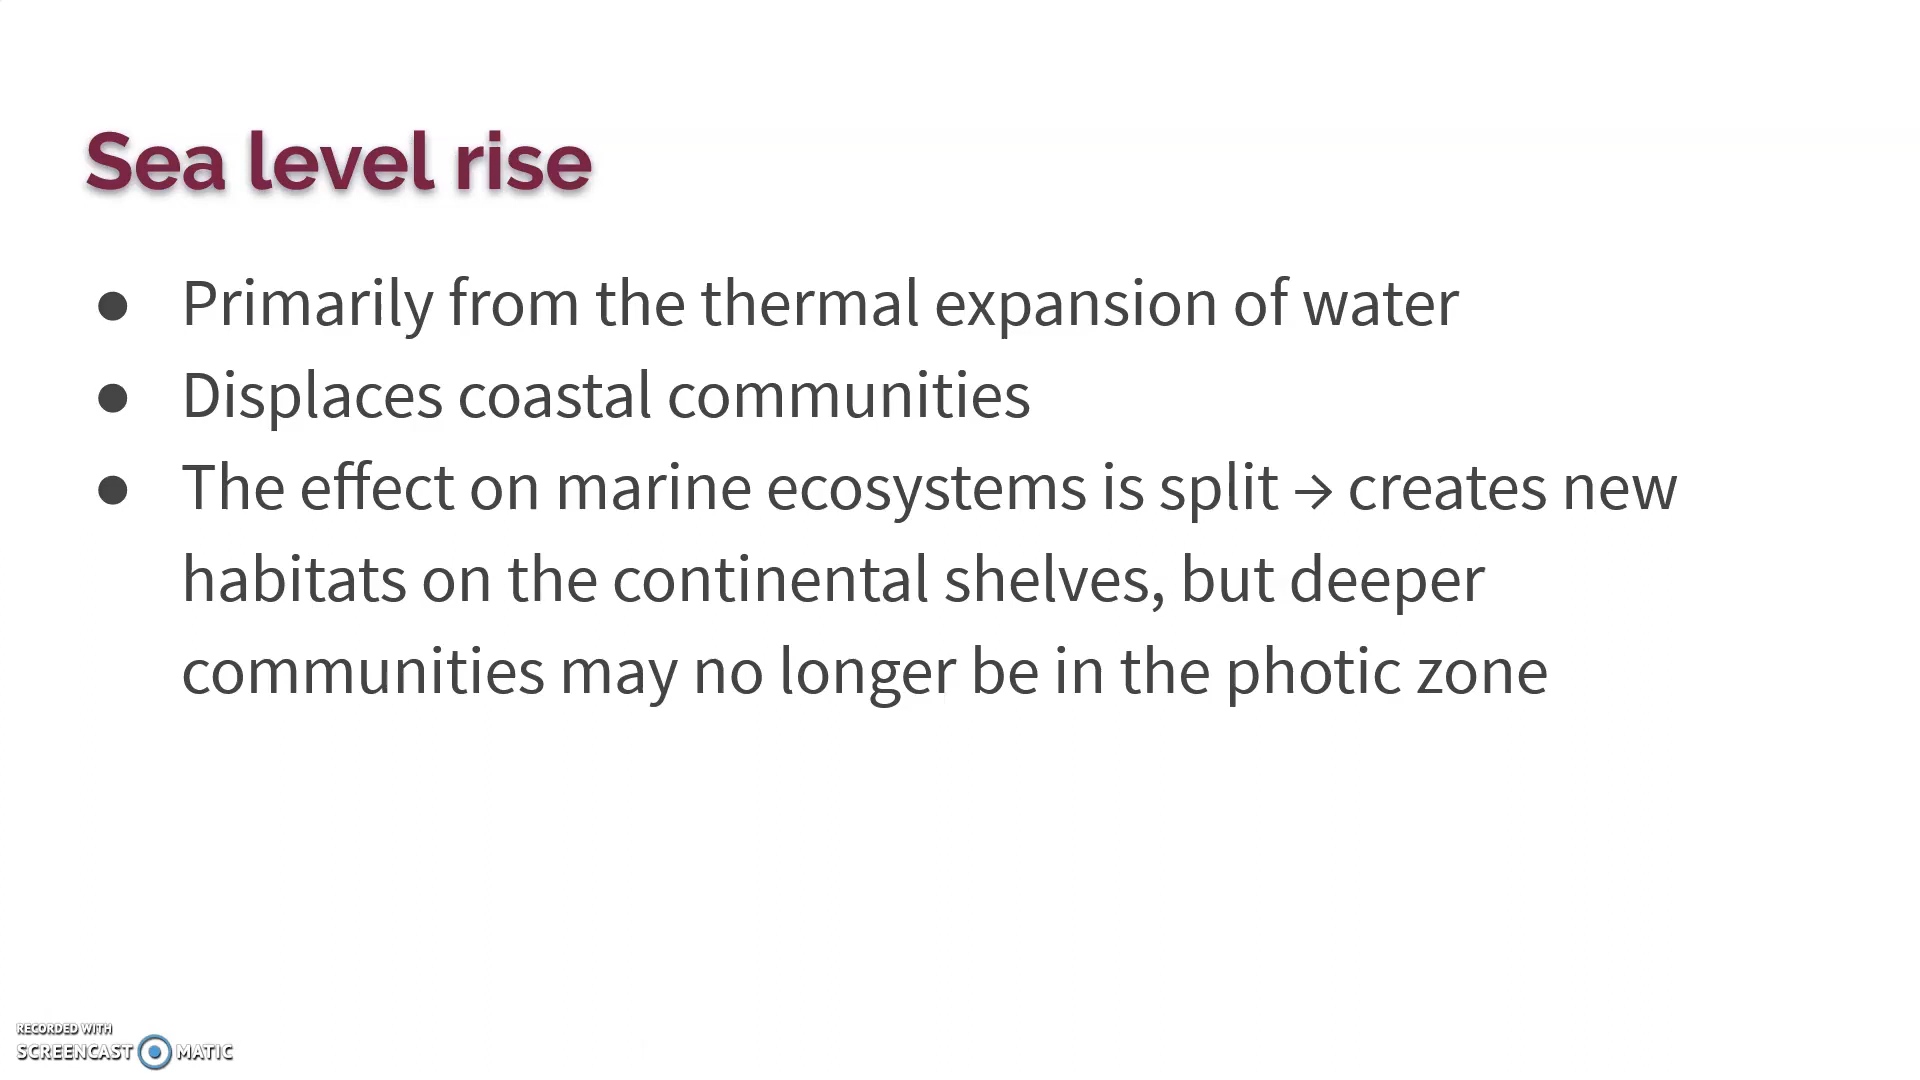 Sea level rise
● Primarily from the thermal expansion of water
● Displaces coastal communities
● The effect on marine ecosystems is split → creates new
habitats on the continental shelves, but deeper
communities may no longer be in the photic zone
RECORDED WITH
SCREENCAST MATIC